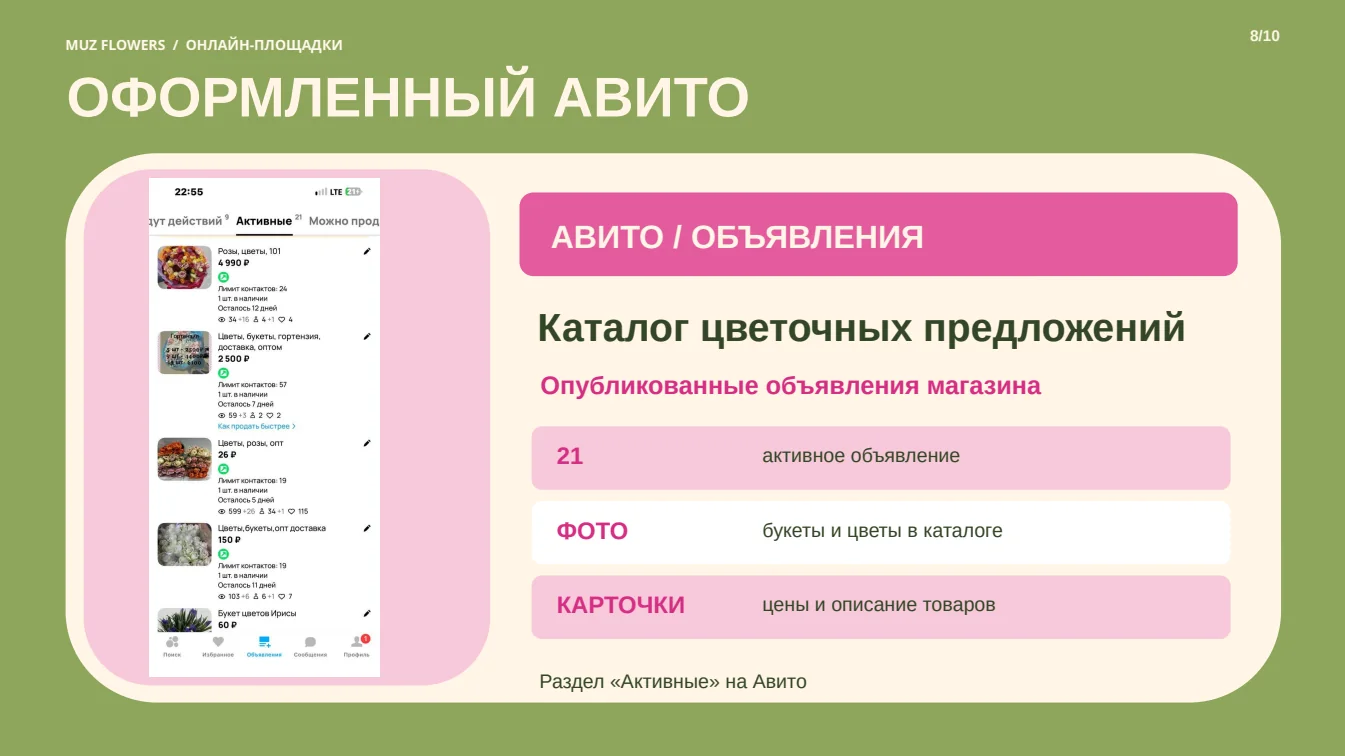 MUZ FLOWERS / ОНЛАЙН-ПЛОЩАДКИ
8/10
ОФОРМЛЕННЫЙ АВИТО
22:55
LTE 21
дут действий 9 Активные 21 Можно прод
Розы, цветы, 101
4 990 ₽
Лимит контактов: 24
1 шт. в наличии
Осталось 12 дней
34 +16 4 +1 4
Цветы, букеты, гортензия,
доставка, оптом
2 500 ₽
Лимит контактов: 57
1 шт. в наличии
Осталось 7 дней
59 +3 2 2
Как продать быстрее >
Цветы, розы, опт
26 ₽
Лимит контактов: 19
1 шт. в наличии
Осталось 5 дней
599 +26 34 +1 115
Цветы,букеты,опт доставка
150 ₽
Лимит контактов: 19
1 шт. в наличии
Осталось 11 дней
103 +6 6 +1 7
Букет цветов Ирисы
60 ₽
1
Поиск Избранное Объявления Сообщения Профиль
АВИТО / ОБЪЯВЛЕНИЯ
Каталог цветочных предложений
Опубликованные объявления магазина
21 активное объявление
ФОТО букеты и цветы в каталоге
КАРТОЧКИ цены и описание товаров
Раздел «Активные» на Авито